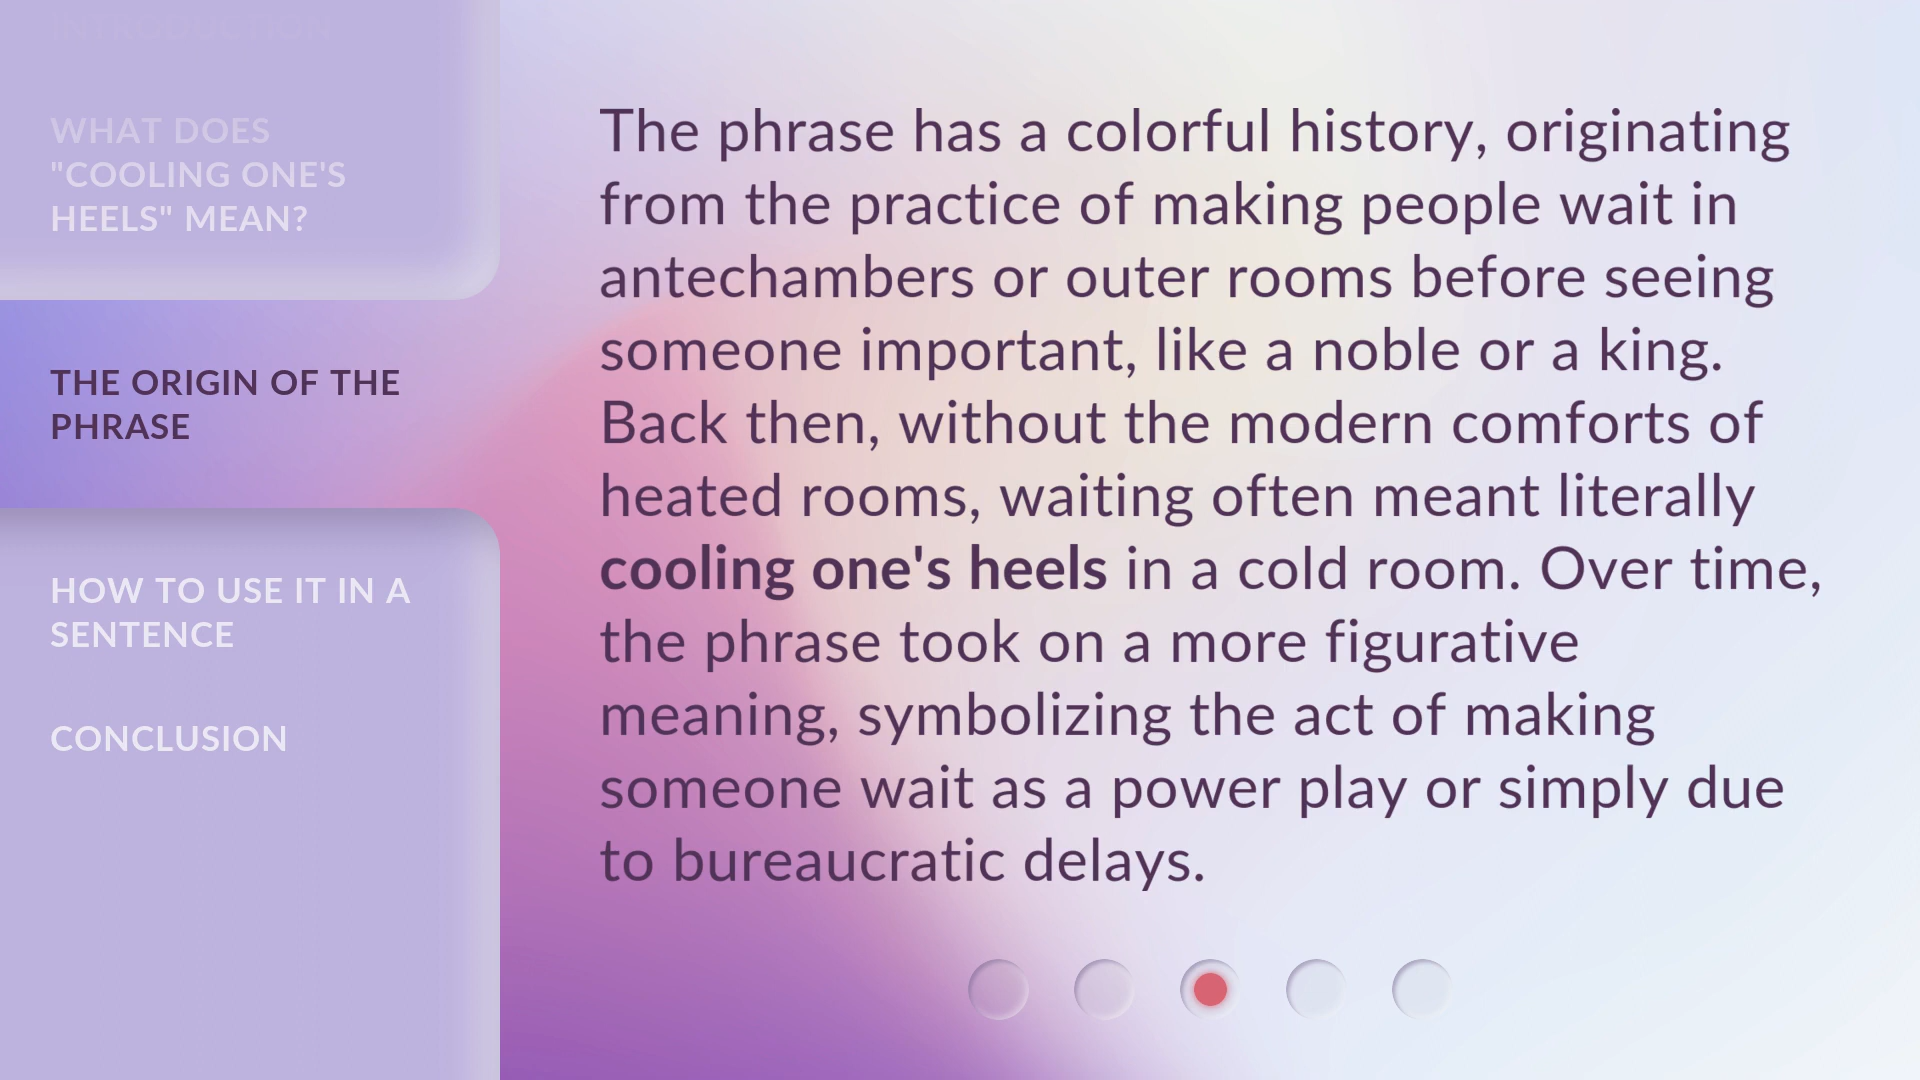 INTRODUCTION
WHAT DOES
"COOLING ONE'S
HEELS" MEAN?
THE ORIGIN OF THE
PHRASE
HOW TO USE IT IN A
SENTENCE
CONCLUSION
The phrase has a colorful history, originating
from the practice of making people wait in
antechambers or outer rooms before seeing
someone important, like a noble or a king.
Back then, without the modern comforts of
heated rooms, waiting often meant literally
cooling one's heels in a cold room. Over time,
the phrase took on a more figurative
meaning, symbolizing the act of making
someone wait as a power play or simply due
to bureaucratic delays.